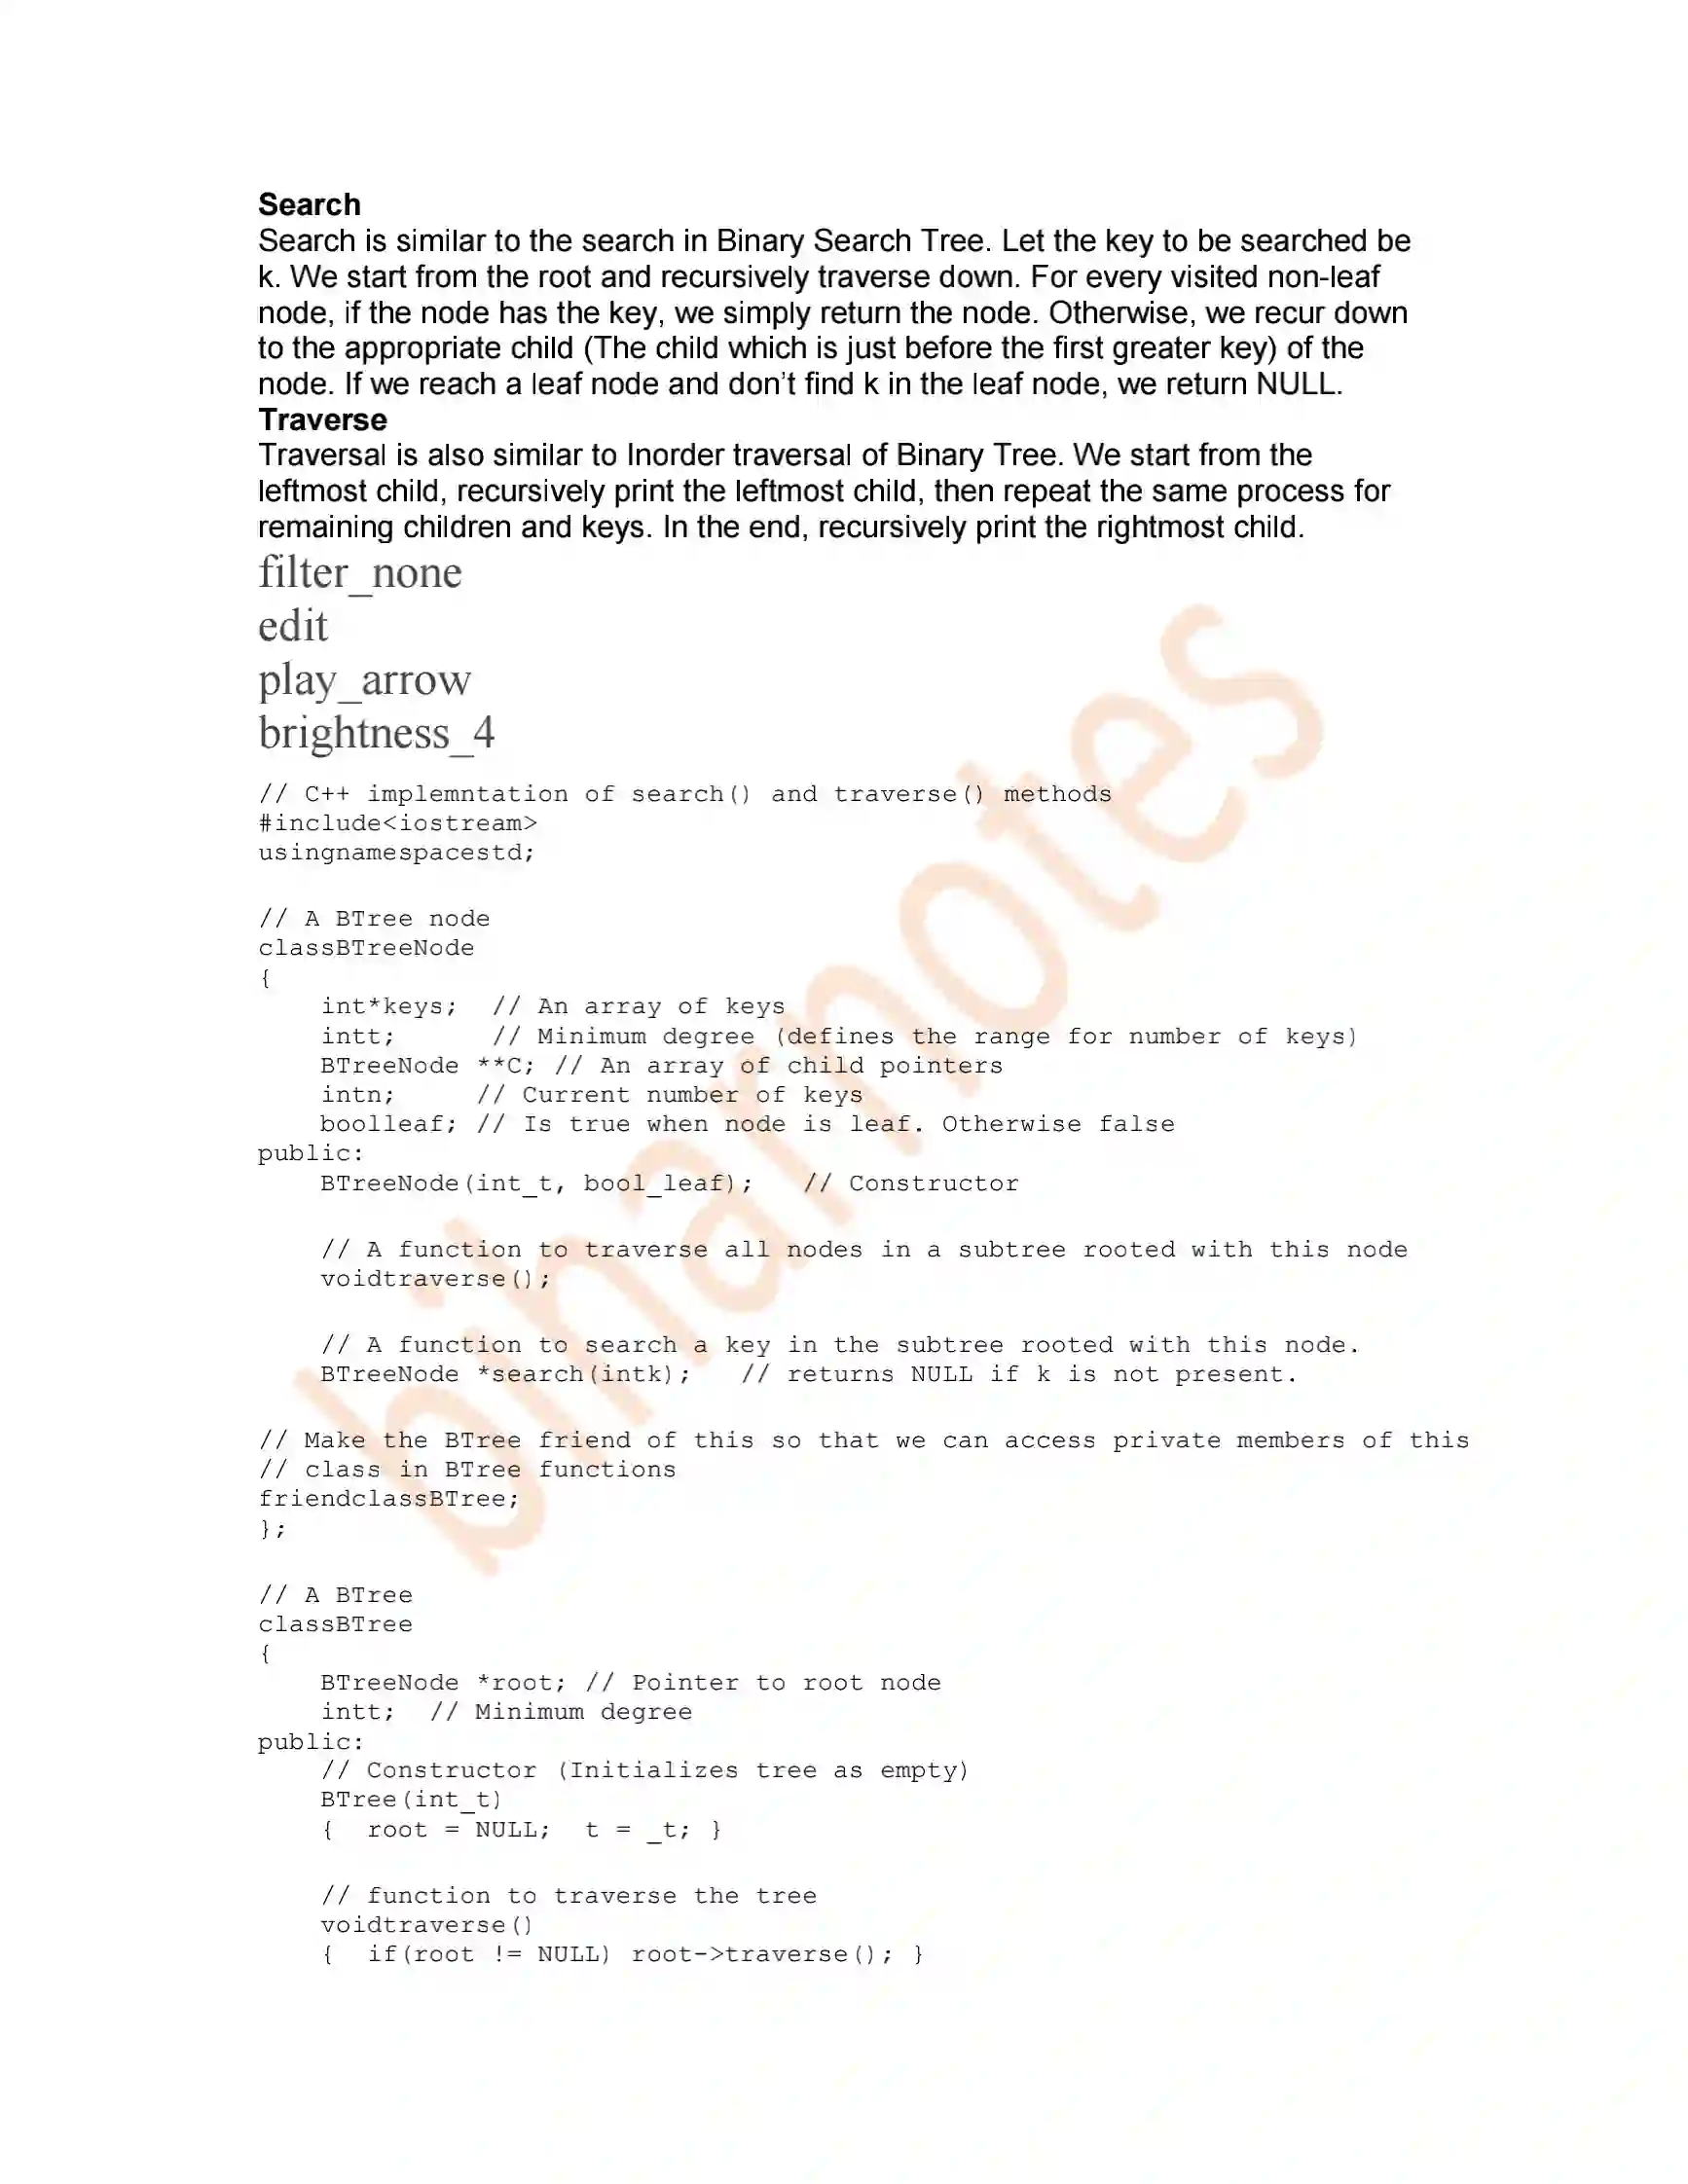 Search
Search is similar to the search in Binary Search Tree. Let the key to be searched be
k. We start from the root and recursively traverse down. For every visited non-leaf
node, if the node has the key, we simply return the node. Otherwise, we recur down
to the appropriate child (The child which is just before the first greater key) of the
node. If we reach a leaf node and don’t find k in the leaf node, we return NULL.
Traverse
Traversal is also similar to Inorder traversal of Binary Tree. We start from the
leftmost child, recursively print the leftmost child, then repeat the same process for
remaining children and keys. In the end, recursively print the rightmost child.
filter_none
edit
play_arrow
brightness_4
// C++ implemntation of search() and traverse() methods
#include<iostream>
usingnamespacestd;
// A BTree node
classBTreeNode
{
    int*keys;  // An array of keys
    intt;      // Minimum degree (defines the range for number of keys)
    BTreeNode **C; // An array of child pointers
    intn;     // Current number of keys
    boolleaf; // Is true when node is leaf. Otherwise false
public:
    BTreeNode(int_t, bool_leaf);   // Constructor
    // A function to traverse all nodes in a subtree rooted with this node
    voidtraverse();
    // A function to search a key in the subtree rooted with this node.
    BTreeNode *search(intk);   // returns NULL if k is not present.
// Make the BTree friend of this so that we can access private members of this
// class in BTree functions
friendclassBTree;
};
// A BTree
classBTree
{
    BTreeNode *root; // Pointer to root node
    intt;  // Minimum degree
public:
    // Constructor (Initializes tree as empty)
    BTree(int_t)
    {  root = NULL;  t = _t; }
    // function to traverse the tree
    voidtraverse()
    {  if(root != NULL) root->traverse(); }
biharnotes